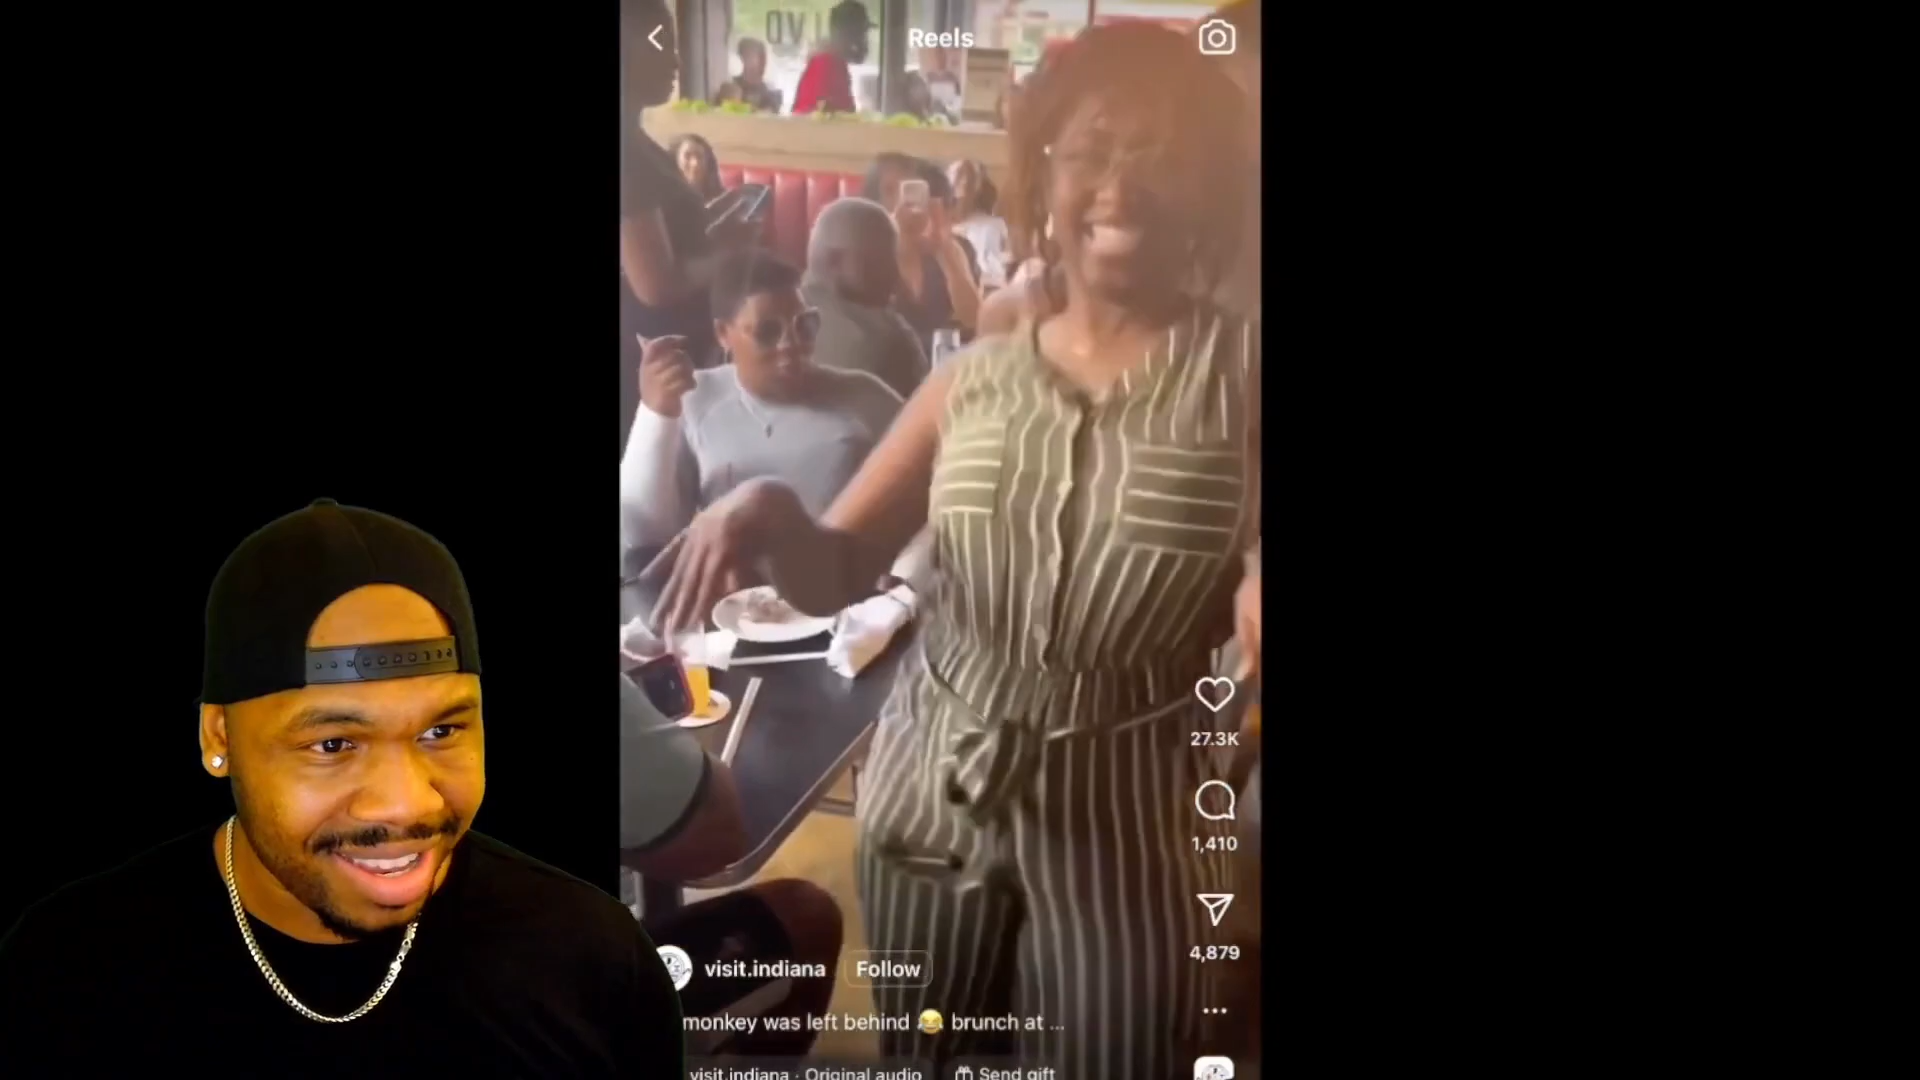 Reels
27.3K
1,410
4,879
visit.indiana Follow
monkey was left behind 😂 brunch at ...
visit.indiana · Original audio Send gift